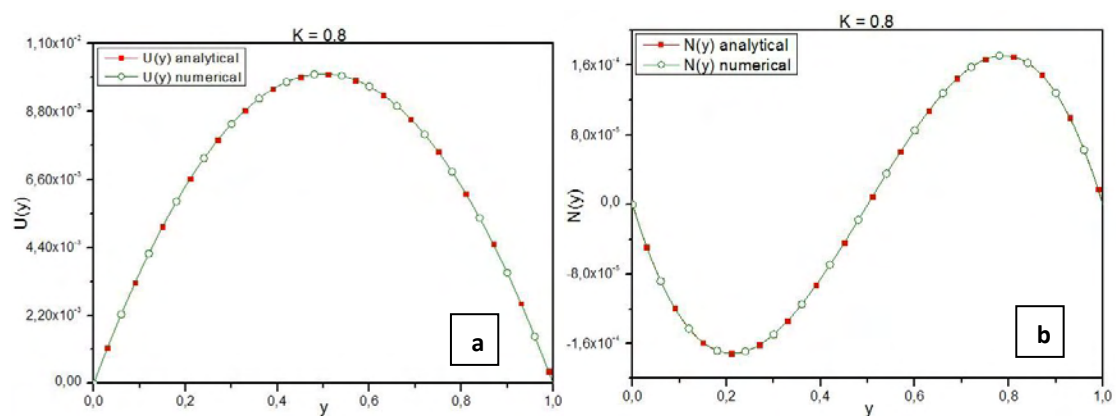 K = 0.8
U(y) analytical
U(y) numerical
1,10x10⁻²
8,80x10⁻³
6,60x10⁻³
4,40x10⁻³
2,20x10⁻³
0,00
U(y)
0,0 0,2 0,4 0,6 0,8 1,0
y
a
K = 0.8
N(y) analytical
N(y) numerical
1,6x10⁻⁴
8,0x10⁻⁵
0,0
-8,0x10⁻⁵
-1,6x10⁻⁴
N(y)
0,0 0,2 0,4 0,6 0,8 1,0
y
b